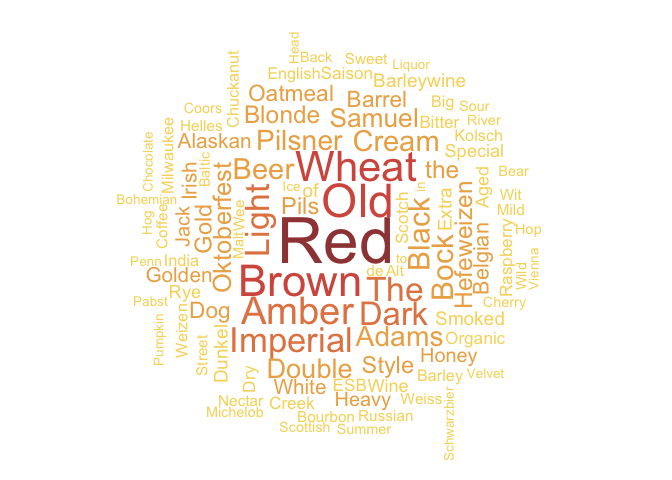 Head
Back
Sweet
Liquor
English
Saison
Barleywine
Chuckanut
Oatmeal
Barrel
Big
Sour
Coors
Blonde
Samuel
Bitter
River
Helles
Alaskan
Pilsner
Cream
Kolsch
Special
Chocolate
Milwaukee
Baltic
Irish
Beer
Wheat
the
Bear
Bohemian
Jack
Oktoberfest
Light
Ice
of
Old
in
Extra
Aged
Wit
Mild
Hog
Coffee
Gold
Malt
Wee
Pils
Scotch
Black
Hefeweizen
Belgian
Raspberry
Hop
Red
to
Bock
Penn
India
Golden
Brown
de
Alt
The
Wild
Vienna
Pabst
Rye
Dog
Amber
Dark
Smoked
Cherry
Pumpkin
Weizen
Street
Dunkel
Imperial
Adams
Organic
Dry
Double
Style
Honey
White
ESB
Wine
Barley
Velvet
Nectar
Creek
Heavy
Weiss
Schwarzbier
Michelob
Bourbon
Russian
Scottish
Summer